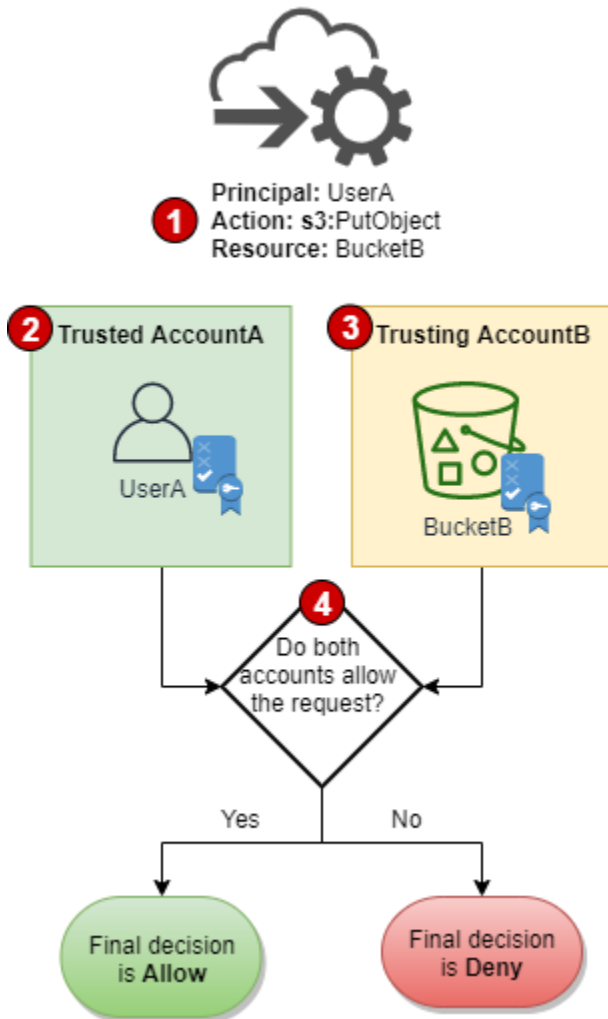 Principal: UserA
1
Action: s3:PutObject
Resource: BucketB
2
Trusted AccountA
UserA
3
Trusting AccountB
BucketB
4
Do both
accounts allow
the request?
Yes
No
Final decision
is Allow
Final decision
is Deny